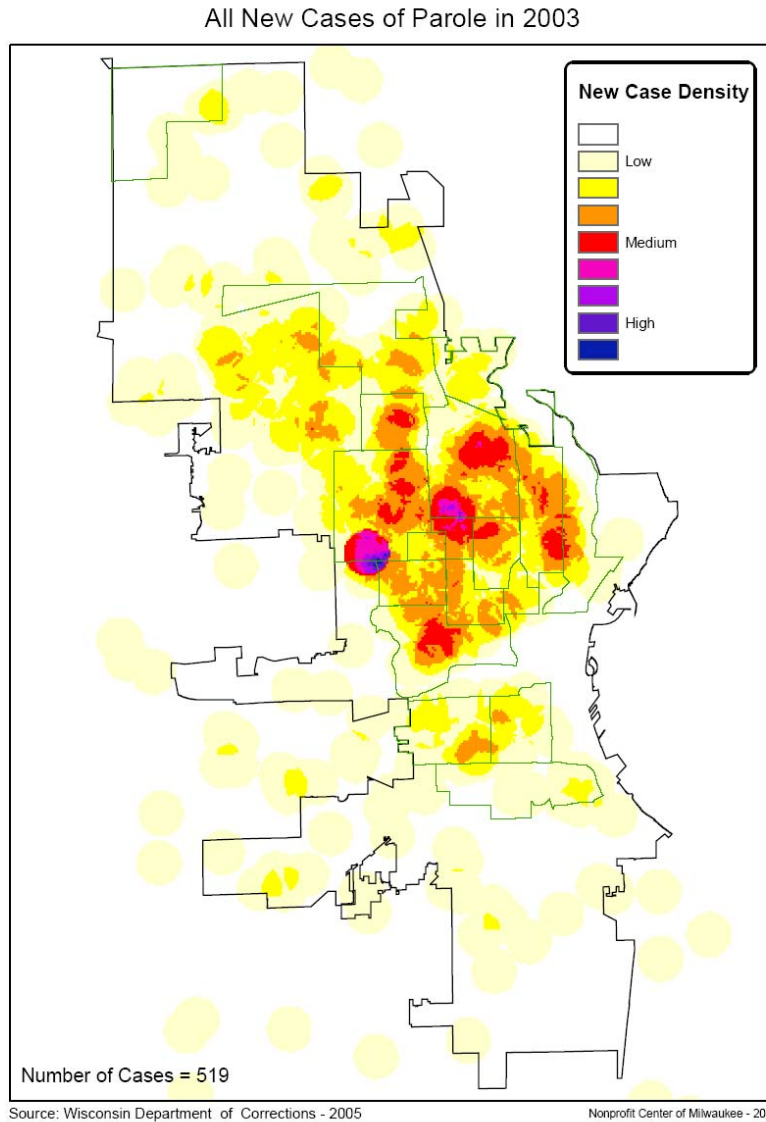 All New Cases of Parole in 2003
New Case Density
Low
Medium
High
Number of Cases = 519
Source: Wisconsin Department of Corrections - 2005
Nonprofit Center of Milwaukee - 20